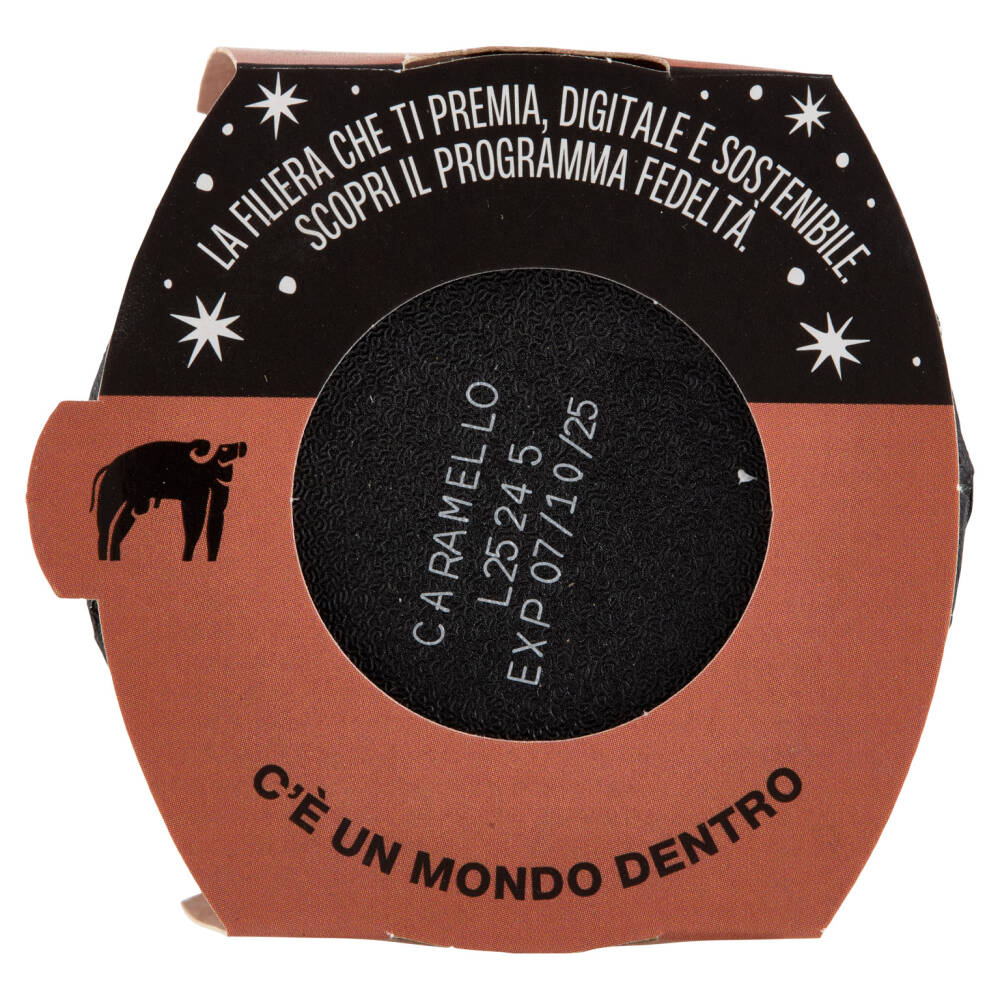 LA FILIERA CHE TI PREMIA, DIGITALE E SOSTENIBILE.
SCOPRI IL PROGRAMMA FEDELTÀ.
CARAMELLO
L25245
EXP 07/10/25
C'È UN MONDO DENTRO